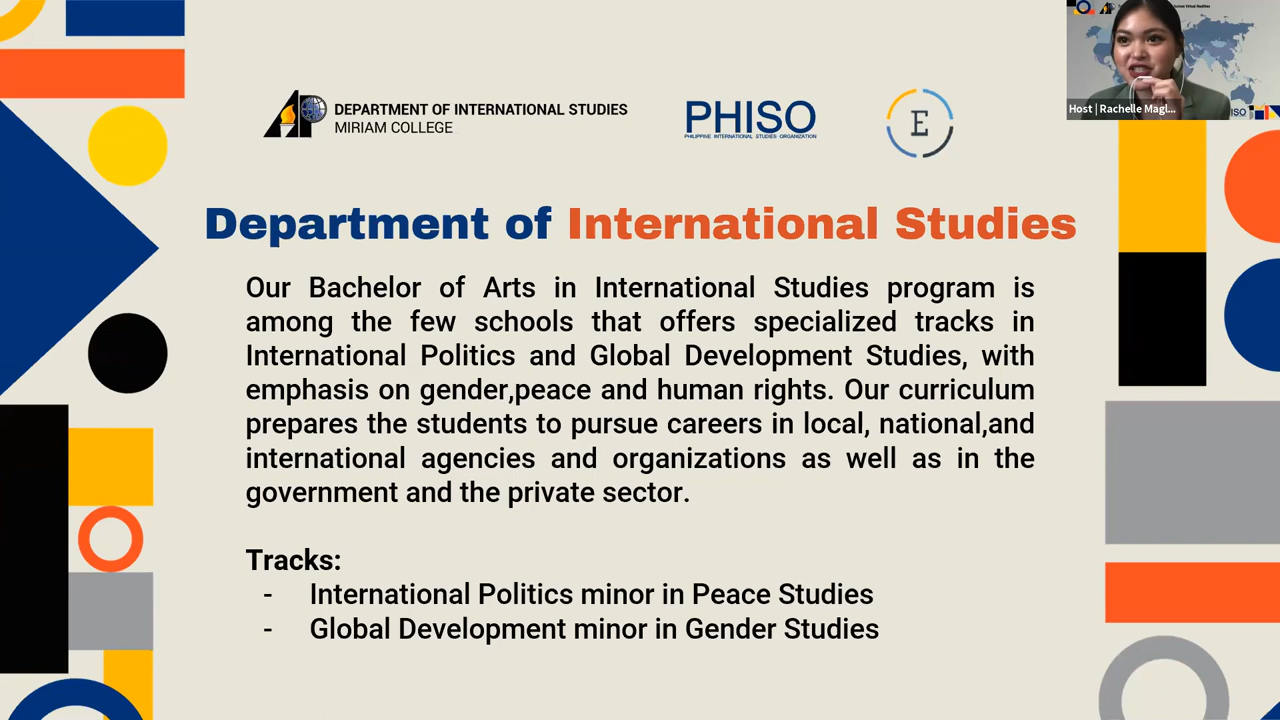 DEPARTMENT OF INTERNATIONAL STUDIES
MIRIAM COLLEGE
PHISO
PHILIPPINE INTERNATIONAL STUDIES ORGANIZATION
E
Host | Rachelle Magl...
Department of International Studies
Our Bachelor of Arts in International Studies program is
among the few schools that offers specialized tracks in
International Politics and Global Development Studies, with
emphasis on gender,peace and human rights. Our curriculum
prepares the students to pursue careers in local, national,and
international agencies and organizations as well as in the
government and the private sector.
Tracks:
- International Politics minor in Peace Studies
- Global Development minor in Gender Studies